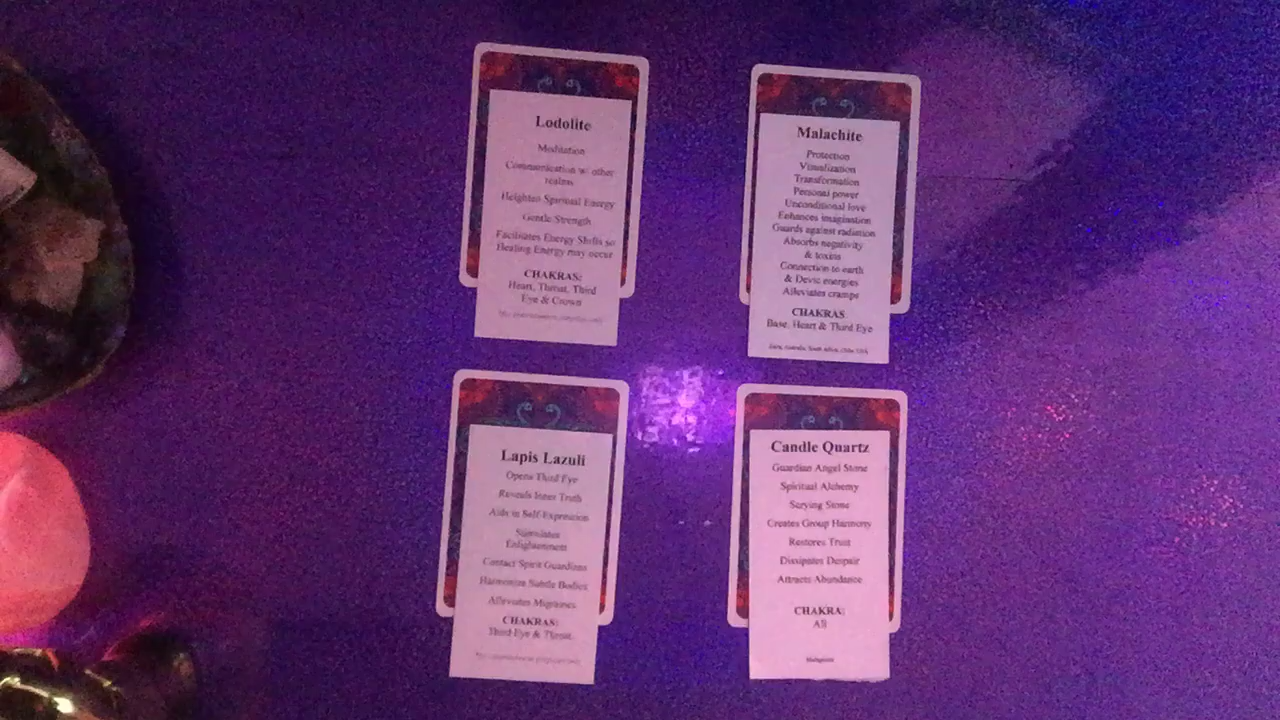 Lodolite
Meditation
Communication w/ other
realms
Heighten Spiritual Energy
Gentle Strength
Facilitates Energy Shifts so
Healing Energy may occur
CHAKRAS:
Heart, Throat, Third
Eye & Crown
Malachite
Protection
Visualization
Transformation
Personal power
Unconditional love
Enhances imagination
Guards against radiation
Absorbs negativity
& toxins
Connection to earth
& Devic energies
Alleviates cramps
CHAKRAS:
Base, Heart & Third Eye
Lapis Lazuli
Opens Third Eye
Reveals Inner Truth
Aids in Self-Expression
Stimulates
Enlightenment
Contact Spirit Guardians
Harmonize Subtle Bodies
Alleviates Migraines
CHAKRAS:
Third Eye & Throat
Candle Quartz
Guardian Angel Stone
Spiritual Alchemy
Scrying Stone
Creates Group Harmony
Restores Trust
Dissipates Despair
Attracts Abundance
CHAKRA:
All
Madagascar